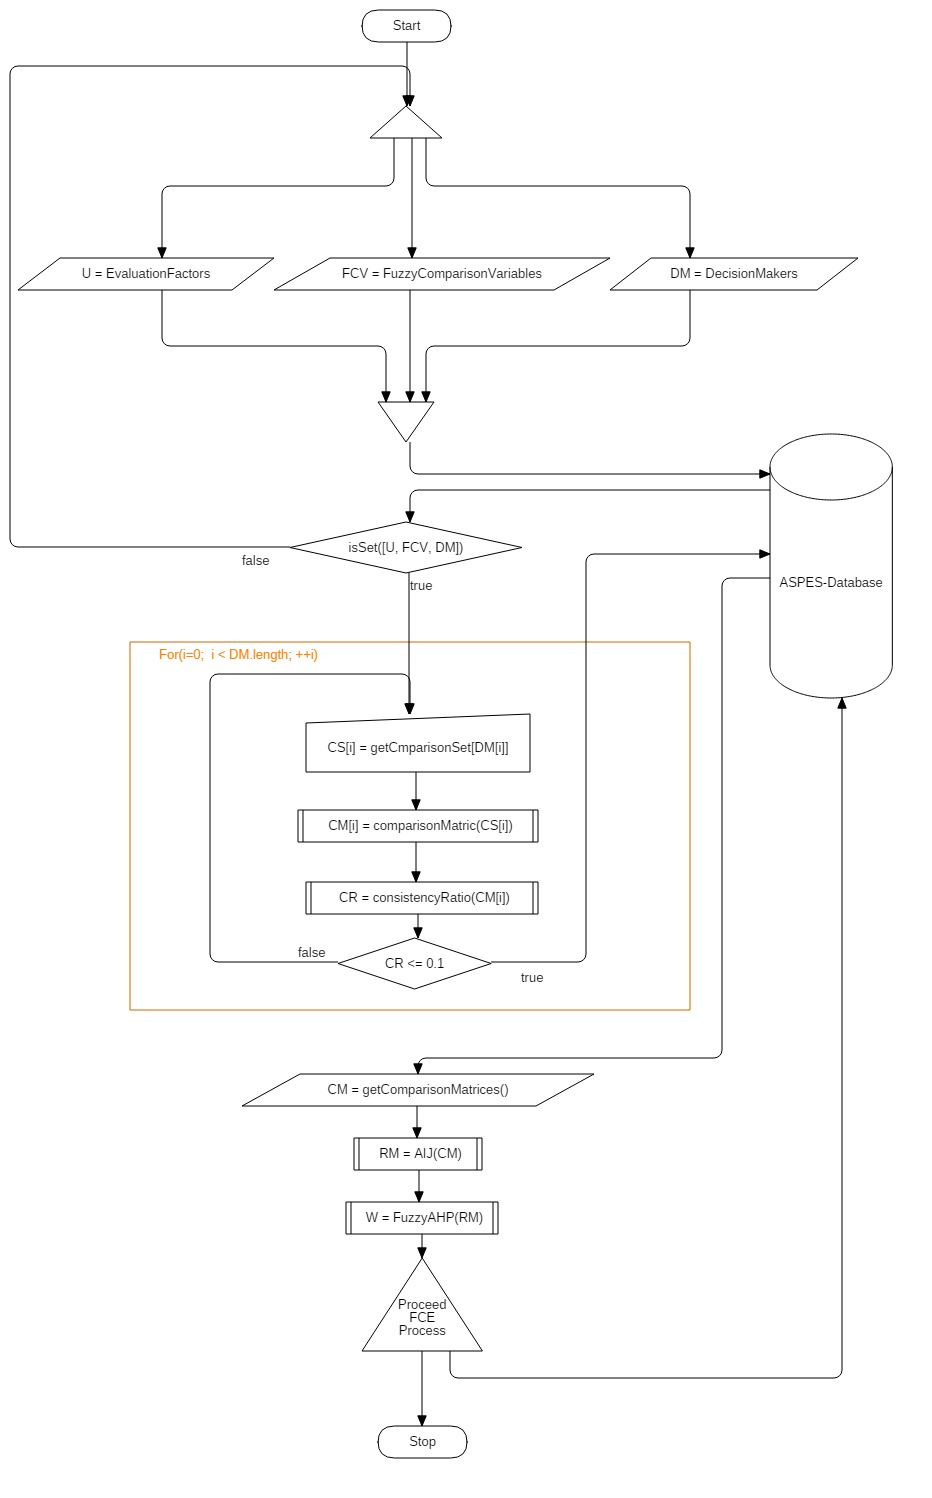 Start
U = EvaluationFactors
FCV = FuzzyComparisonVariables
DM = DecisionMakers
isSet([U, FCV, DM])
false
true
ASPES-Database
For(i=0;  i < DM.length; ++i)
CS[i] = getCmparisonSet[DM[i]]
CM[i] = comparisonMatric(CS[i])
CR = consistencyRatio(CM[i])
false
CR <= 0.1
true
CM = getComparisonMatrices()
RM = AIJ(CM)
W = FuzzyAHP(RM)
Proceed
FCE
Process
Stop